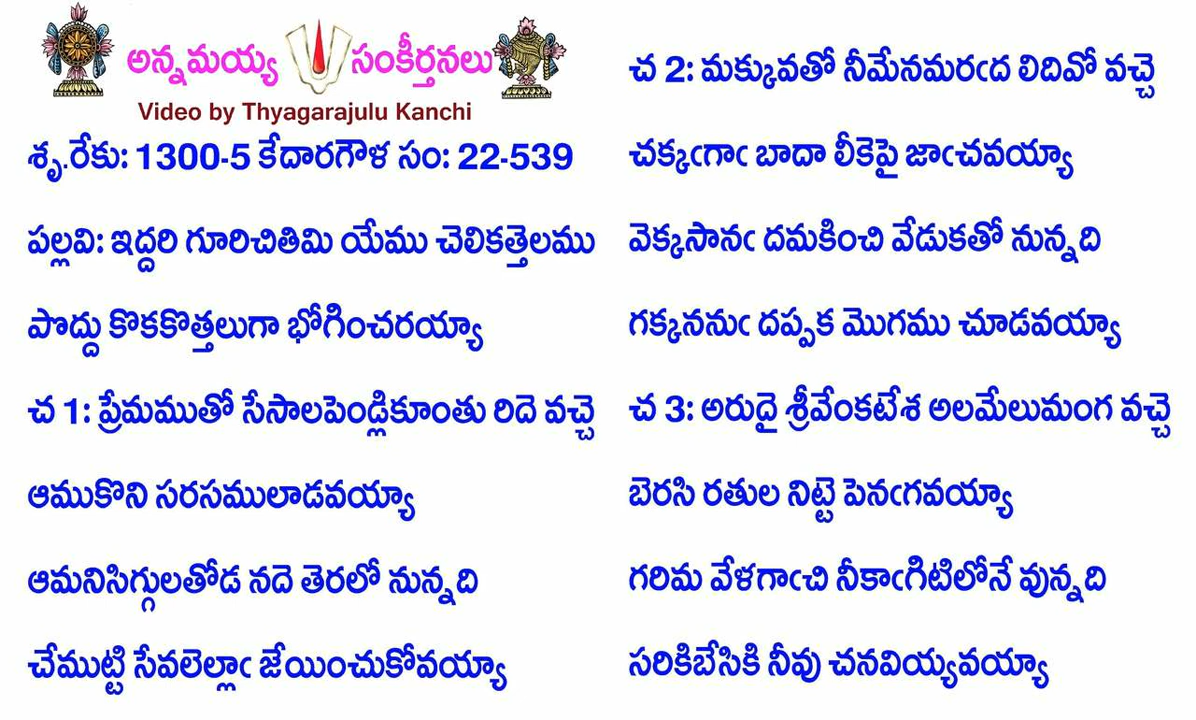 అన్నమయ్య సంకీర్తనలు
Video by Thyagarajulu Kanchi
శృ.రేకు: 1300-5 కేదారగౌళ సం: 22-539
పల్లవి: ఇద్దరి గూరిచితిమి యేము చెలికత్తెలము
పొద్దు కొకకొత్తలుగా భోగించరయ్యా
చ 1: ప్రేమముతో సేసాలపెండ్లికూంతు రిదె వచ్చె
ఆముకొని సరసములాడవయ్యా
ఆమనిసిగ్గులతోడ నదె తెరలో నున్నది
చేముట్టి సేవలెల్లాఁ జేయించుకోవయ్యా
చ 2: మక్కువతో నీమేనమరఁద లిదివో వచ్చె
చక్కఁగాఁ బాదా లీకెపై జాఁచవయ్యా
వెక్కసానఁ దమకించి వేడుకతో నున్నది
గక్కననుఁ దప్పక మొగము చూడవయ్యా
చ 3: అరుదై శ్రీవేంకటేశ అలమేలుమంగ వచ్చె
బెరసి రతుల నిట్టె పెనఁగవయ్యా
గరిమ వేళగాఁచి నీకాఁగిటిలోనే వున్నది
సరికిబేసికి నీవు చనవియ్యవయ్యా